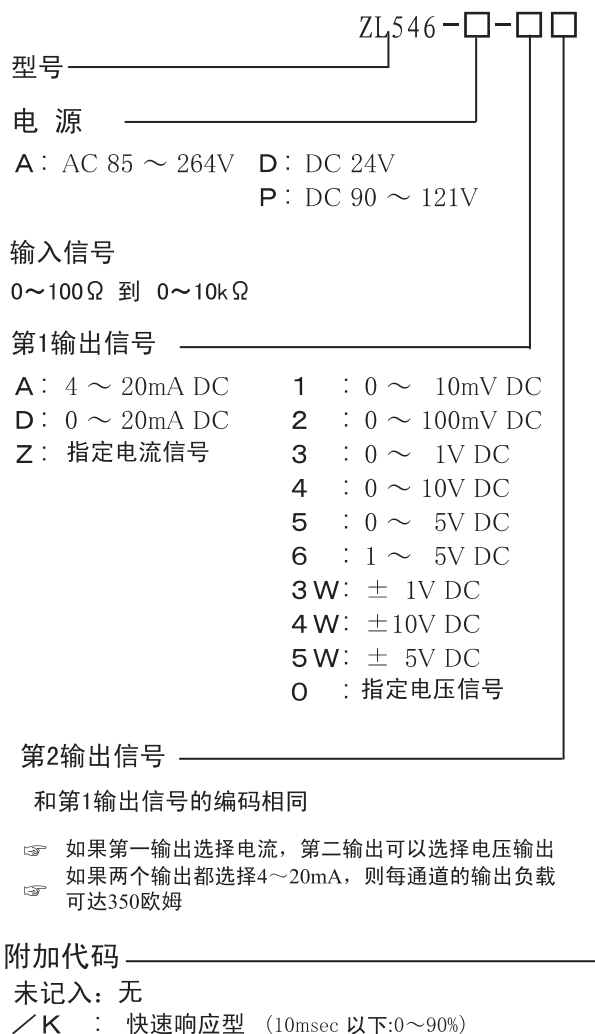 ZL546-□-□□
型号
电 源
A: AC 85 ～ 264V D: DC 24V
P: DC 90 ～ 121V
输入信号
0～100Ω 到 0～10kΩ
第1输出信号
A: 4 ～ 20mA DC 1 : 0 ～ 10mV DC
D: 0 ～ 20mA DC 2 : 0 ～ 100mV DC
Z: 指定电流信号 3 : 0 ～ 1V DC
4 : 0 ～ 10V DC
5 : 0 ～ 5V DC
6 : 1 ～ 5V DC
3W: ± 1V DC
4W: ±10V DC
5W: ± 5V DC
0 : 指定电压信号
第2输出信号
和第1输出信号的编码相同
☞ 如果第一输出选择电流，第二输出可以选择电压输出
☞ 如果两个输出都选择4～20mA，则每通道的输出负载
可达350欧姆
附加代码
未记入：无
／K : 快速响应型 (10msec 以下:0～90%)